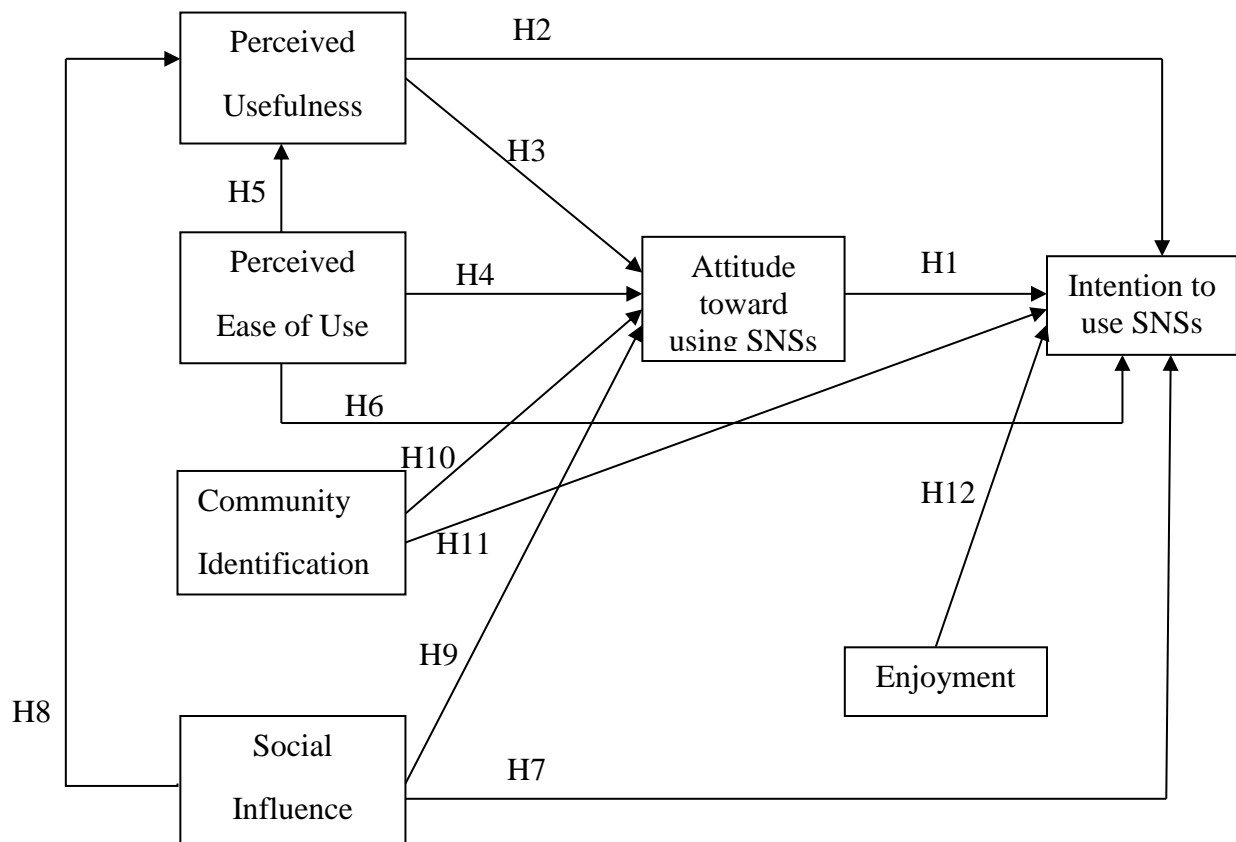 H2
Perceived
Usefulness
H3
H5
Perceived
Ease of Use
H4
Attitude
toward
using SNSs
H1
Intention to
use SNSs
H6
H10
Community
Identification
H11
H12
H9
Enjoyment
H8
Social
Influence
H7